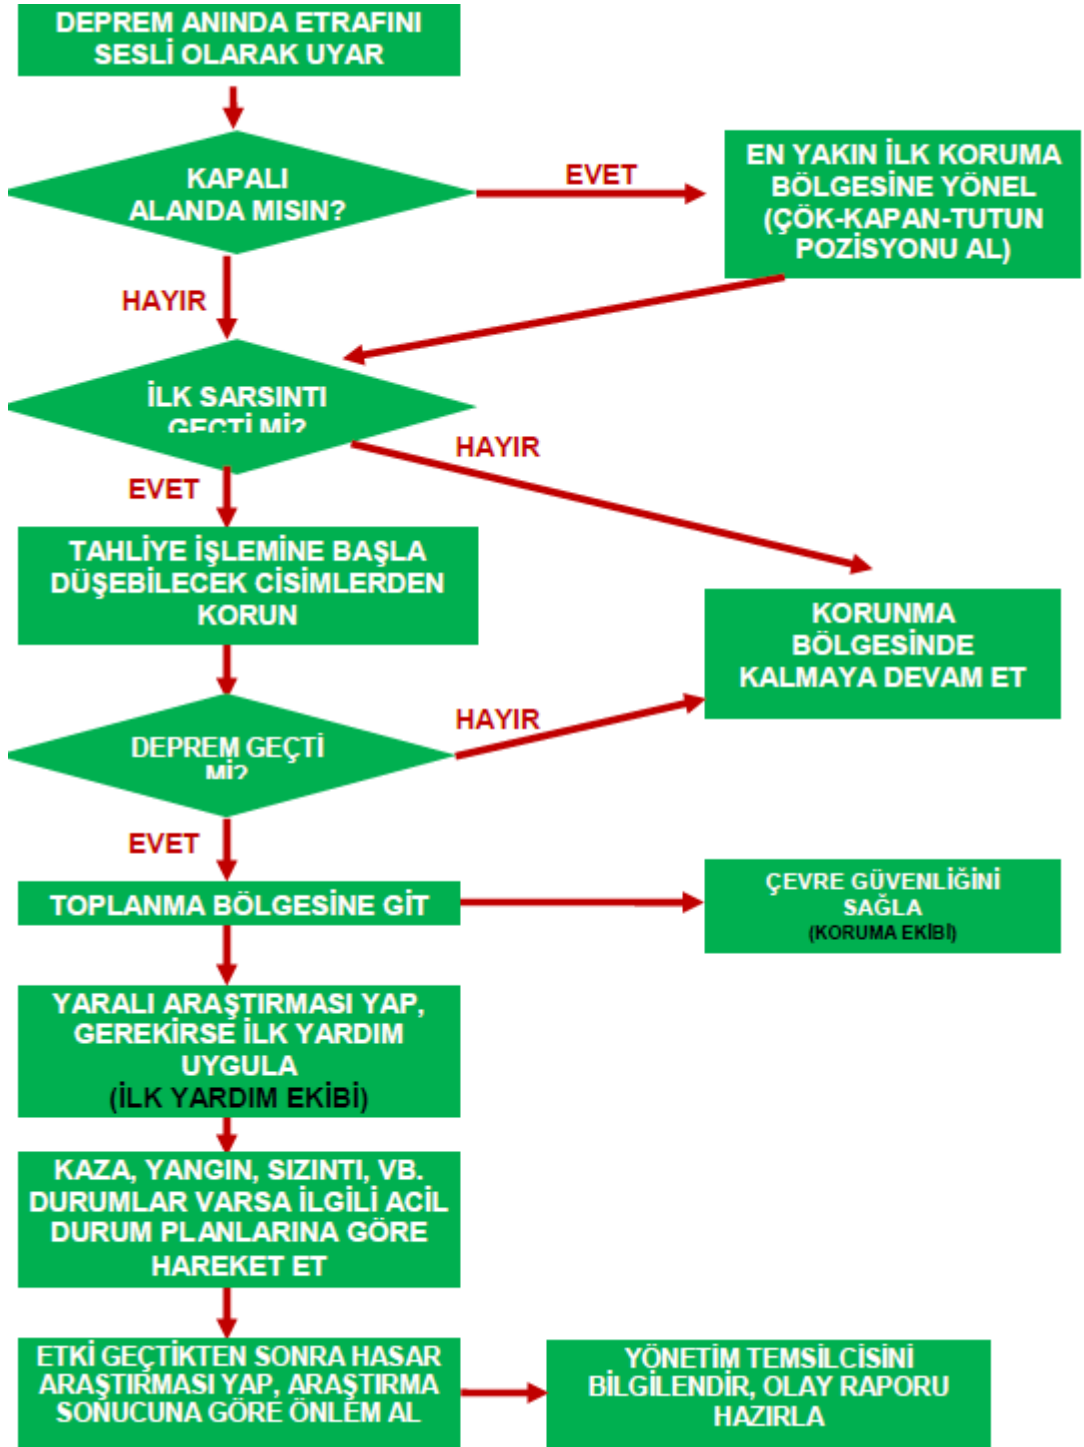 DEPREM ANINDA ETRAFINI
SESLİ OLARAK UYAR
KAPALI
ALANDA MISIN?
EVET
EN YAKIN İLK KORUMA
BÖLGESİNE YÖNEL
(ÇÖK-KAPAN-TUTUN
POZİSYONU AL)
HAYIR
İLK SARSINTI
GEÇTİ Mİ?
HAYIR
EVET
TAHLİYE İŞLEMİNE BAŞLA
DÜŞEBİLECEK CİSİMLERDEN
KORUN
KORUNMA
BÖLGESİNDE
KALMAYA DEVAM ET
HAYIR
DEPREM GEÇTİ
Mİ?
EVET
TOPLANMA BÖLGESİNE GİT
ÇEVRE GÜVENLİĞİNİ
SAĞLA
(KORUMA EKİBİ)
YARALI ARAŞTIRMASI YAP,
GEREKİRSE İLK YARDIM
UYGULA
(İLK YARDIM EKİBİ)
KAZA, YANGIN, SIZINTI, VB.
DURUMLAR VARSA İLGİLİ ACİL
DURUM PLANLARINA GÖRE
HAREKET ET
ETKİ GEÇTİKTEN SONRA HASAR
ARAŞTIRMASI YAP, ARAŞTIRMA
SONUCUNA GÖRE ÖNLEM AL
YÖNETİM TEMSİLCİSİNİ
BİLGİLENDİR, OLAY RAPORU
HAZIRLA